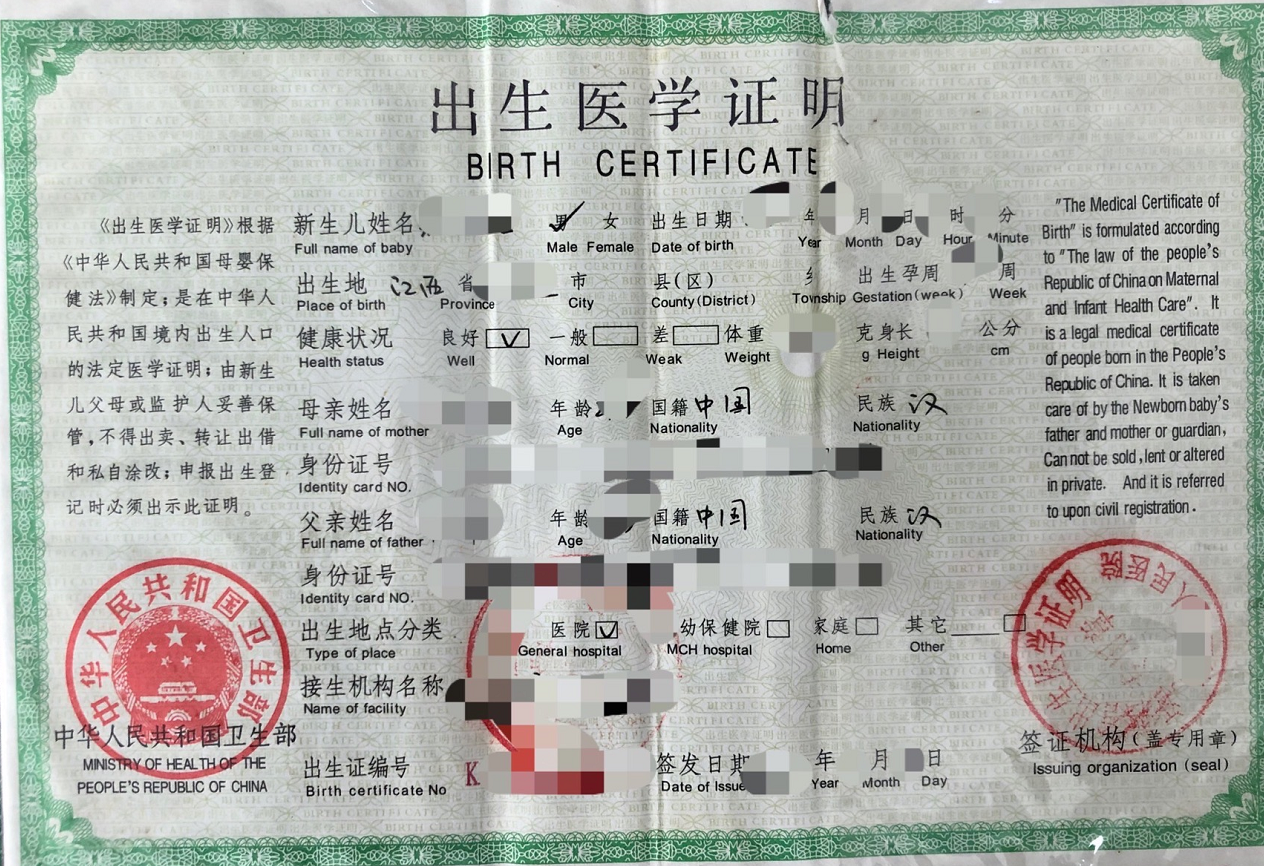 出生医学证明
BIRTH CERTIFICATE
《出生医学证明》根据
《中华人民共和国母婴保
健法》制定；是在中华人
民共和国境内出生人口
的法定医学证明；由新生
儿父母或监护人妥善保
管，不得出卖、转让出借
和私自涂改；申报出生登
记时必须出示此证明。
中华人民共和国卫生部
中华人民共和国卫生部
MINISTRY OF HEALTH OF THE
PEOPLE'S REPUBLIC OF CHINA
新生儿姓名 男 女 出生日期 年 月 日 时 分
Full name of baby Male Female Date of birth Year Month Day Hour Minute
出生地 江西 省 市 县(区) 出生孕周 周
Place of birth Province City County(District) Township Gestation(week) Week
健康状况 良好 一般 差 体重 克 身长 公分
Health status Well Normal Weak Weight g Height cm
母亲姓名 年龄 国籍 中国 民族 汉
Full name of mother Age Nationality Nationality
身份证号
Identity card NO.
父亲姓名 年龄 国籍 中国 民族 汉
Full name of father Age Nationality Nationality
身份证号
Identity card NO.
出生地点分类 医院 妇幼保健院 家庭 其它
Type of place General hospital MCH hospital Home Other
接生机构名称
Name of facility
出生证编号 K 签发日期 年 月 日
Birth certificate No Date of Issue Year Month Day
"The Medical Certificate of
Birth" is formulated according
to "The law of the people's
Republic of China on Maternal
and Infant Health Care". It
is a legal medical certificate
of people born in the People's
Republic of China. It is taken
care of by the Newborn baby's
father and mother or guardian,
Can not be sold, lent or altered
in private. And it is referred
to upon civil registration.
人民医院
出生医学证明
签证机构(盖专用章)
Issuing organization (seal)